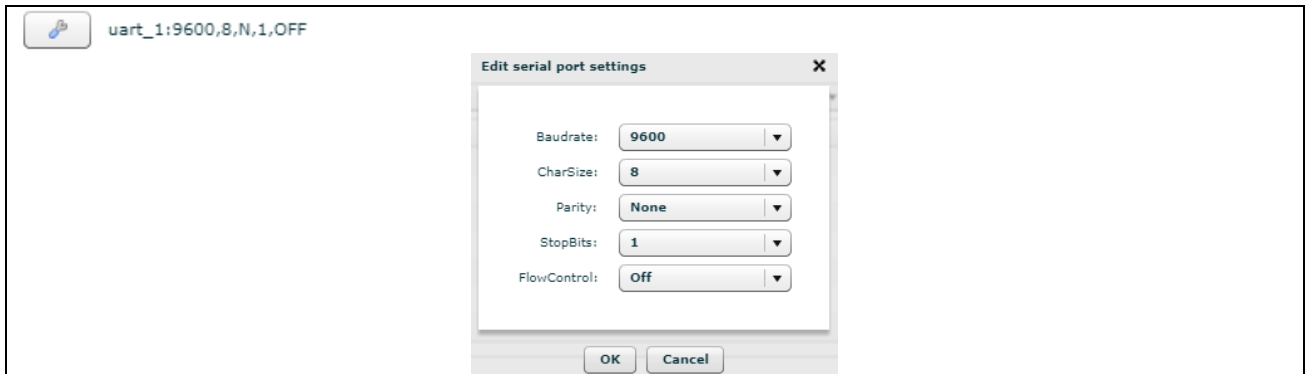 uart_1:9600,8,N,1,OFF
Edit serial port settings
Baudrate: 9600
CharSize: 8
Parity: None
StopBits: 1
FlowControl: Off
OK Cancel